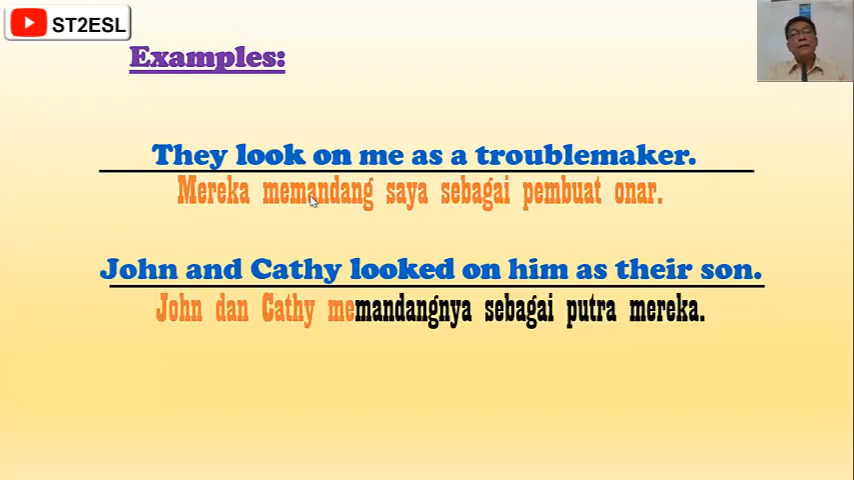 ST2ESL
Examples:
They look on me as a troublemaker.
Mereka memandang saya sebagai pembuat onar.
John and Cathy looked on him as their son.
John dan Cathy memandangnya sebagai putra mereka.